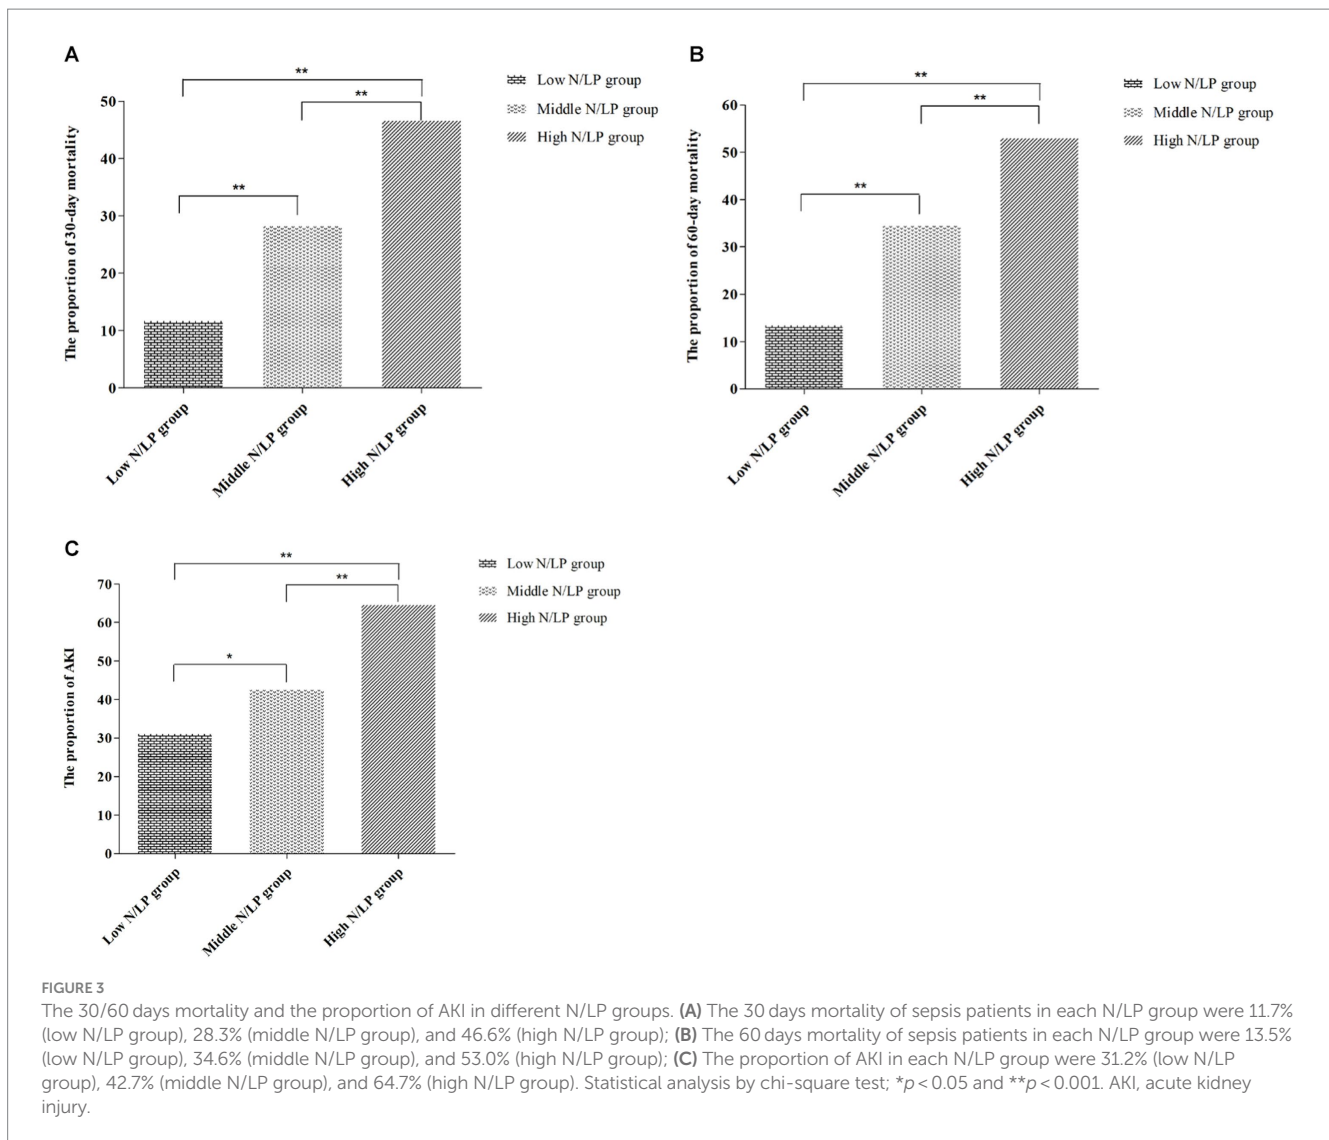 A
**
**
**
Low N/LP group
Middle N/LP group
High N/LP group
The proportion of 30-day mortality
50
40
30
20
10
0
Low N/LP group
Middle N/LP group
High N/LP group
B
**
**
**
Low N/LP group
Middle N/LP group
High N/LP group
The proportion of 60-day mortality
60
50
40
30
20
10
0
Low N/LP group
Middle N/LP group
High N/LP group
C
**
**
*
Low N/LP group
Middle N/LP group
High N/LP group
The proportion of AKI
70
60
50
40
30
20
10
0
Low N/LP group
Middle N/LP group
High N/LP group
FIGURE 3
The 30/60 days mortality and the proportion of AKI in different N/LP groups. (A) The 30 days mortality of sepsis patients in each N/LP group were 11.7%
(low N/LP group), 28.3% (middle N/LP group), and 46.6% (high N/LP group); (B) The 60 days mortality of sepsis patients in each N/LP group were 13.5%
(low N/LP group), 34.6% (middle N/LP group), and 53.0% (high N/LP group); (C) The proportion of AKI in each N/LP group were 31.2% (low N/LP
group), 42.7% (middle N/LP group), and 64.7% (high N/LP group). Statistical analysis by chi-square test; *p < 0.05 and **p < 0.001. AKI, acute kidney
injury.